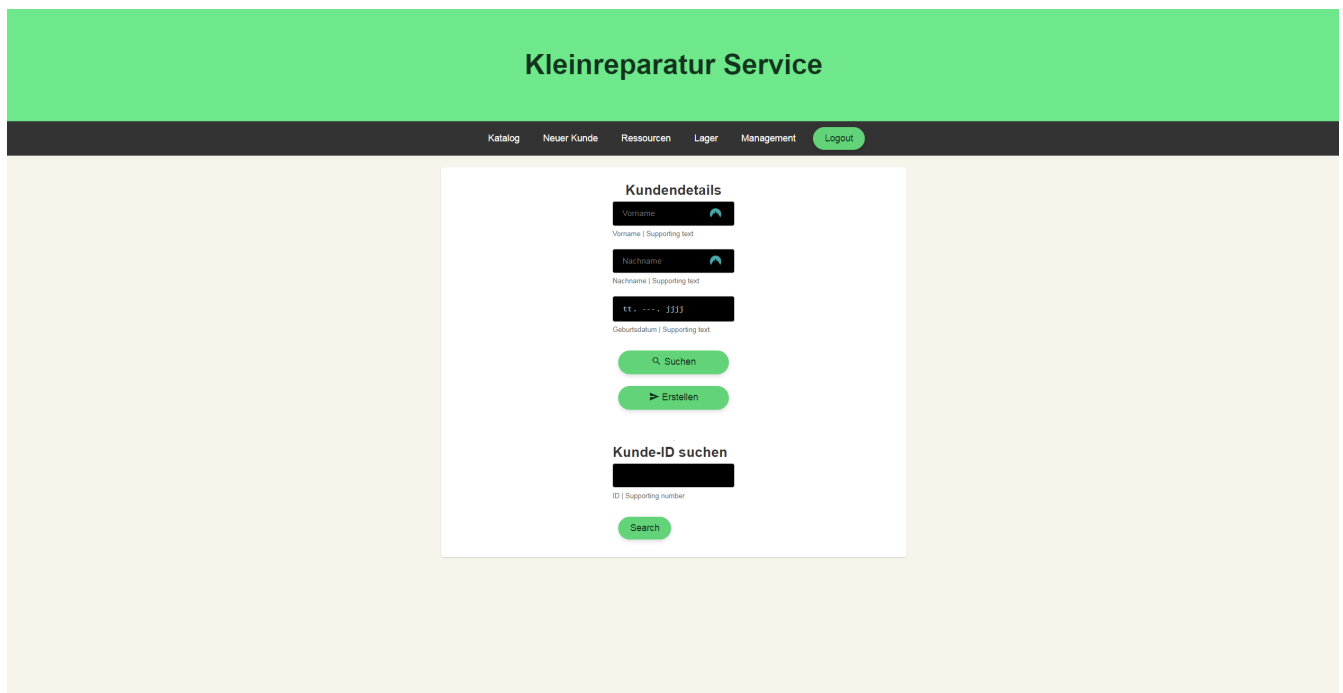 Kleinreparatur Service
Katalog Neuer Kunde Ressourcen Lager Management Logout
Kundendetails
Vorname
Vorname | Supporting text
Nachname
Nachname | Supporting text
tt. ---. jjjj
Geburtsdatum | Supporting text
Suchen
Erstellen
Kunde-ID suchen
ID | Supporting number
Search